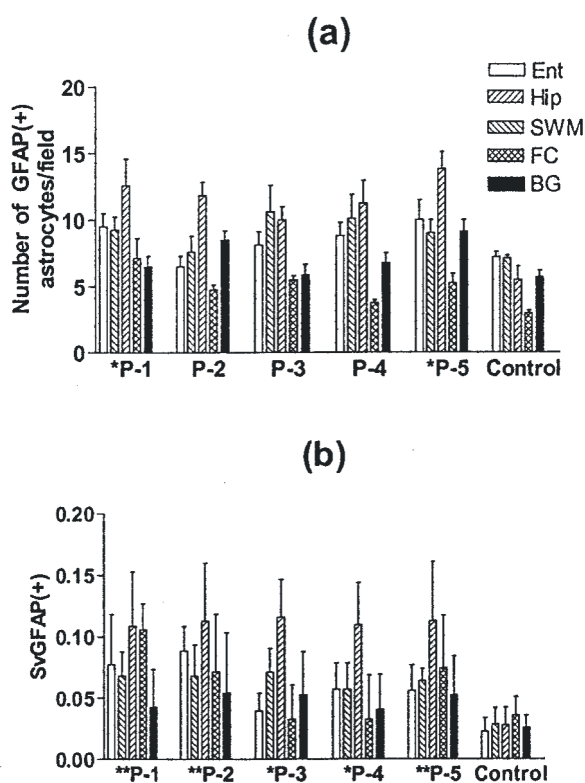 (a)
Ent
Hip
SWM
FC
BG
Number of GFAP(+)
astrocytes/field
20
15
10
5
0
*P-1 P-2 P-3 P-4 *P-5 Control
(b)
SvGFAP(+)
0.20
0.15
0.10
0.05
0.00
**P-1 **P-2 *P-3 *P-4 **P-5 Control